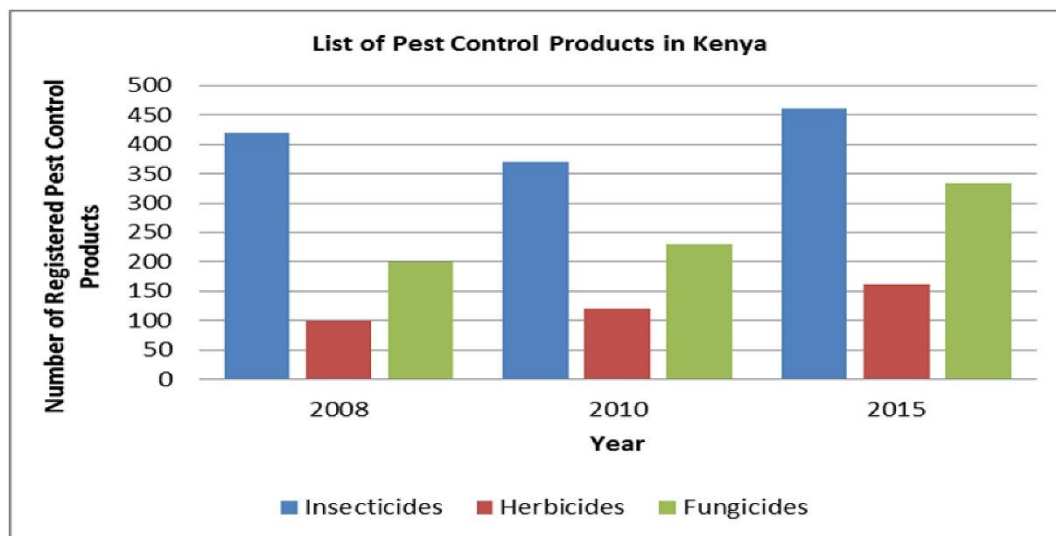 List of Pest Control Products in Kenya
Number of Registered Pest Control
Products
500
450
400
350
300
250
200
150
100
50
0
2008
2010
2015
Year
Insecticides
Herbicides
Fungicides